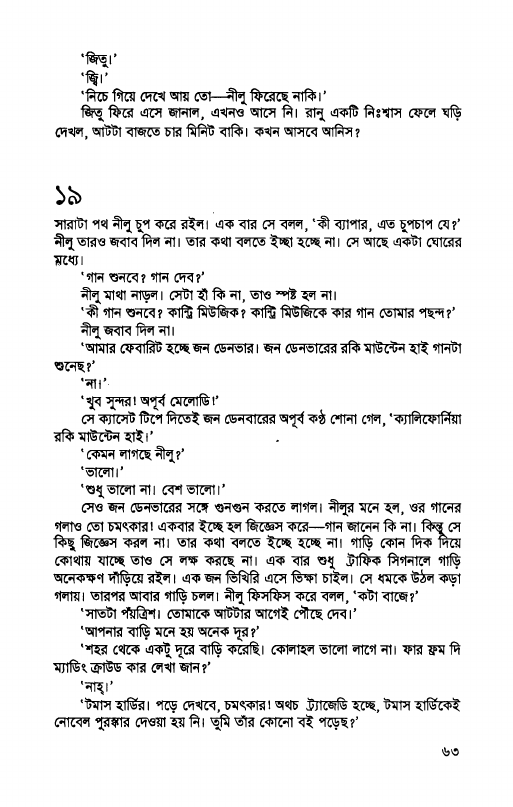 ‘জিতু।’
‘জ্বি।’
‘নিচে গিয়ে দেখে আয় তো—নীলু ফিরেছে নাকি।’
জিতু ফিরে এসে জানাল, এখনও আসে নি। রানু একটি নিঃশ্বাস ফেলে ঘড়ি
দেখল, আটটা বাজতে চার মিনিট বাকি। কখন আসবে আনিস?
১৯
সারাটা পথ নীলু চুপ করে রইল। এক বার সে বলল, ‘কী ব্যাপার, এত চুপচাপ যে?’
নীলু তারও জবাব দিল না। তার কথা বলতে ইচ্ছা হচ্ছে না। সে আছে একটা ঘোরের
মধ্যে।
‘গান শুনবে? গান দেব?’
নীলু মাথা নাড়ল। সেটা হাঁ কি না, তাও স্পষ্ট হল না।
‘কী গান শুনবে? কান্ট্রি মিউজিক? কান্ট্রি মিউজিকে কার গান তোমার পছন্দ?’
নীলু জবাব দিল না।
‘আমার ফেবারিট হচ্ছে জন ডেনভার। জন ডেনভারের রকি মাউন্টেন হাই গানটা
শুনেছ?’
‘না।’
‘খুব সুন্দর! অপূর্ব মেলোডি!’
সে ক্যাসেট টিপে দিতেই জন ডেনবারের অপূর্ব কণ্ঠ শোনা গেল, ‘ক্যালিফোর্নিয়া
রকি মাউন্টেন হাই।’
‘কেমন লাগছে নীলু?’
‘ভালো।’
‘শুধু ভালো না। বেশ ভালো।’
সেও জন ডেনভারের সঙ্গে গুনগুন করতে লাগল। নীলুর মনে হল, ওর গানের
গলাও তো চমৎকার! একবার ইচ্ছে হল জিজ্ঞেস করে—গান জানেন কি না। কিন্তু সে
কিছু জিজ্ঞেস করল না। তার কথা বলতে ইচ্ছে হচ্ছে না। গাড়ি কোন দিক দিয়ে
কোথায় যাচ্ছে তাও সে লক্ষ করছে না। এক বার শুধু ট্রাফিক সিগনালে গাড়ি
অনেকক্ষণ দাঁড়িয়ে রইল। এক জন ভিখিরি এসে ভিক্ষা চাইল। সে ধমকে উঠল কড়া
গলায়। তারপর আবার গাড়ি চলল। নীলু ফিসফিস করে বলল, ‘কটা বাজে?’
‘সাতটা পঁয়ত্রিশ। তোমাকে আটটার আগেই পৌঁছে দেব।’
‘আপনার বাড়ি মনে হয় অনেক দূর?’
‘শহর থেকে একটু দূরে বাড়ি করেছি। কোলাহল ভালো লাগে না। ফার ফ্রম দি
ম্যাডিং ক্রাউড কার লেখা জান?’
‘নাহ্।’
‘টমাস হার্ডির। পড়ে দেখবে, চমৎকার! অথচ ট্র্যাজেডি হচ্ছে, টমাস হার্ডিকেই
নোবেল পুরস্কার দেওয়া হয় নি। তুমি তাঁর কোনো বই পড়েছ?’
৬৩